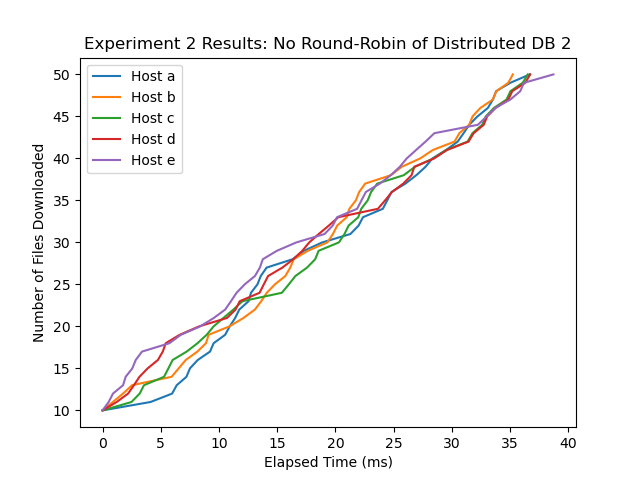 Experiment 2 Results: No Round-Robin of Distributed DB 2
Host a
Host b
Host c
Host d
Host e
50
45
40
35
30
25
20
15
10
Number of Files Downloaded
0 5 10 15 20 25 30 35 40
Elapsed Time (ms)